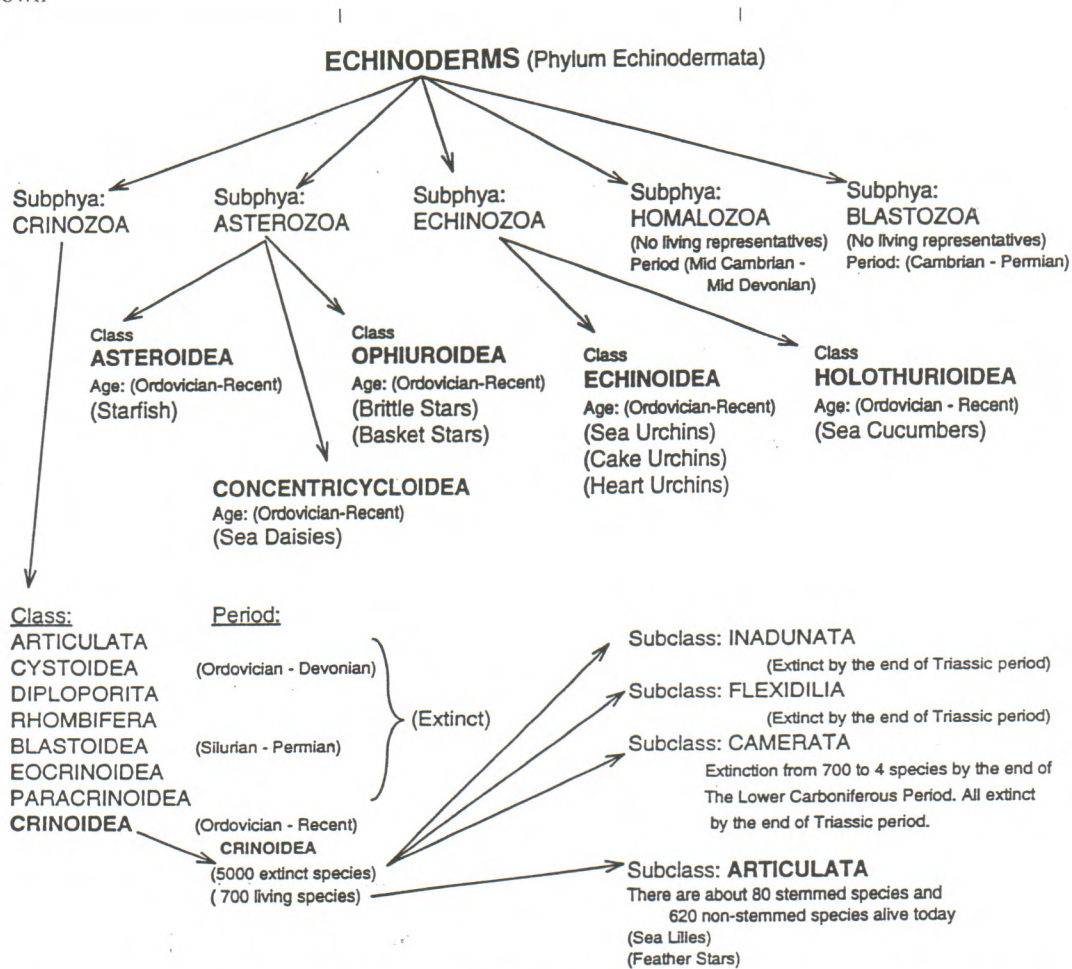 ECHINODERMS (Phylum Echinodermata)
Subphya:
CRINOZOA
Subphya:
ASTEROZOA
Subphya:
ECHINOZOA
Subphya:
HOMALOZOA
(No living representatives)
Period (Mid Cambrian -
Mid Devonian)
Subphya:
BLASTOZOA
(No living representatives)
Period: (Cambrian - Permian)
Class
ASTEROIDEA
Age: (Ordovician-Recent)
(Starfish)
Class
OPHIUROIDEA
Age: (Ordovician-Recent)
(Brittle Stars)
(Basket Stars)
Class
ECHINOIDEA
Age: (Ordovician-Recent)
(Sea Urchins)
(Cake Urchins)
(Heart Urchins)
Class
HOLOTHURIOIDEA
Age: (Ordovician - Recent)
(Sea Cucumbers)
CONCENTRICYCLOIDEA
Age: (Ordovician-Recent)
(Sea Daisies)
Class: Period:
ARTICULATA
CYSTOIDEA (Ordovician - Devonian)
DIPLOPORITA
RHOMBIFERA
(Extinct)
BLASTOIDEA (Silurian - Permian)
EOCRINOIDEA
PARACRINOIDEA
CRINOIDEA (Ordovician - Recent)
CRINOIDEA
(5000 extinct species)
( 700 living species)
Subclass: INADUNATA
(Extinct by the end of Triassic period)
Subclass: FLEXIDILIA
(Extinct by the end of Triassic period)
Subclass: CAMERATA
Extinction from 700 to 4 species by the end of
The Lower Carboniferous Period. All extinct
by the end of Triassic period.
Subclass: ARTICULATA
There are about 80 stemmed species and
620 non-stemmed species alive today
(Sea Lilies)
(Feather Stars)